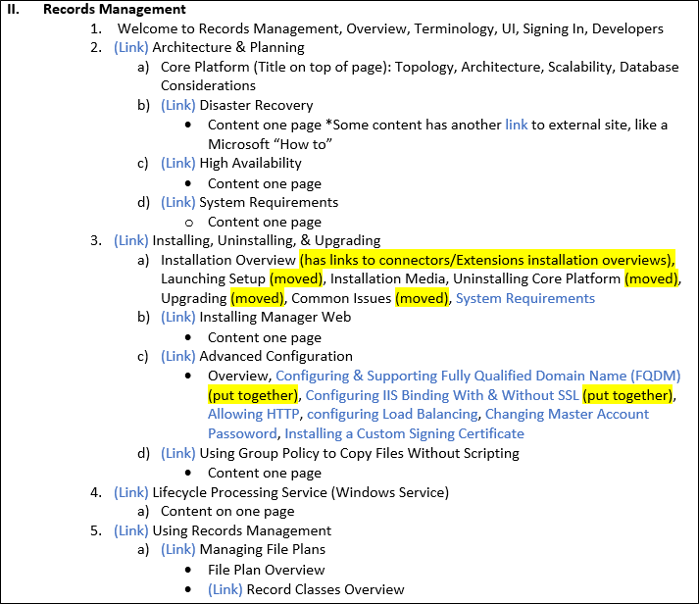 II. Records Management
1. Welcome to Records Management, Overview, Terminology, UI, Signing In, Developers
2. (Link) Architecture & Planning
a) Core Platform (Title on top of page): Topology, Architecture, Scalability, Database
Considerations
b) (Link) Disaster Recovery
• Content one page *Some content has another link to external site, like a
Microsoft “How to”
c) (Link) High Availability
• Content one page
d) (Link) System Requirements
o Content one page
3. (Link) Installing, Uninstalling, & Upgrading
a) Installation Overview (has links to connectors/Extensions installation overviews),
Launching Setup (moved), Installation Media, Uninstalling Core Platform (moved),
Upgrading (moved), Common Issues (moved), System Requirements
b) (Link) Installing Manager Web
• Content one page
c) (Link) Advanced Configuration
• Overview, Configuring & Supporting Fully Qualified Domain Name (FQDM)
(put together), Configuring IIS Binding With & Without SSL (put together),
Allowing HTTP, configuring Load Balancing, Changing Master Account
Passoword, Installing a Custom Signing Certificate
d) (Link) Using Group Policy to Copy Files Without Scripting
• Content one page
4. (Link) Lifecycle Processing Service (Windows Service)
a) Content on one page
5. (Link) Using Records Management
a) (Link) Managing File Plans
• File Plan Overview
• (Link) Record Classes Overview